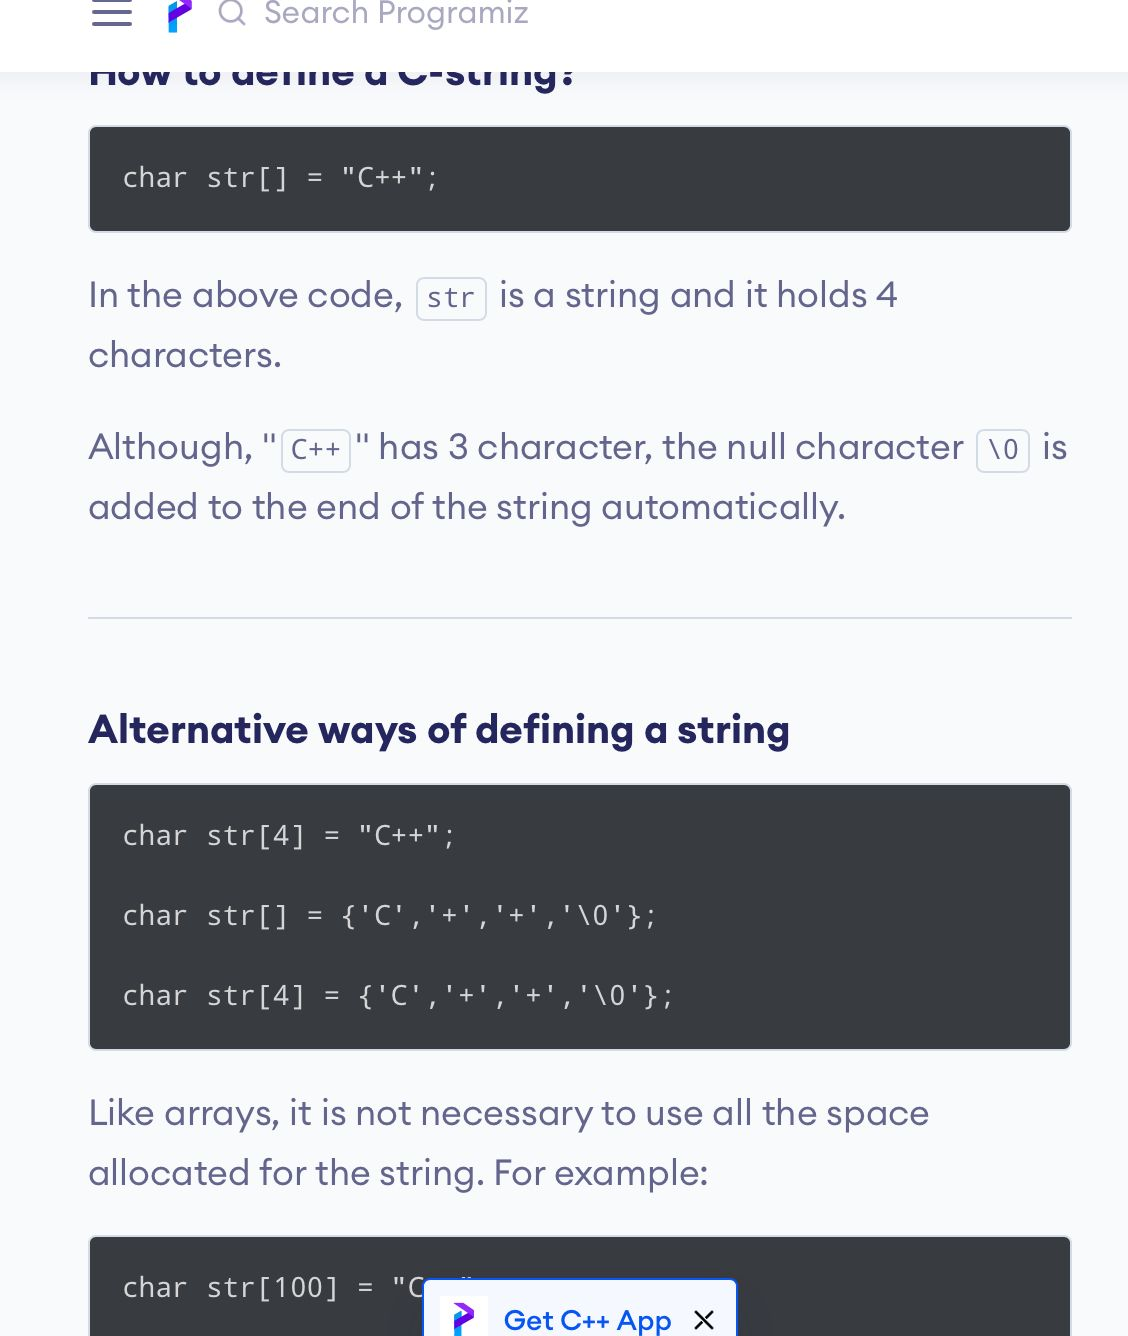 Search Programiz
How to define a C-string?
char str[] = "C++";
In the above code, str is a string and it holds 4
characters.
Although, "C++" has 3 character, the null character \0 is
added to the end of the string automatically.
Alternative ways of defining a string
char str[4] = "C++";
char str[] = {'C','+','+','\0'};
char str[4] = {'C','+','+','\0'};
Like arrays, it is not necessary to use all the space
allocated for the string. For example:
char str[100] = "C
Get C++ App